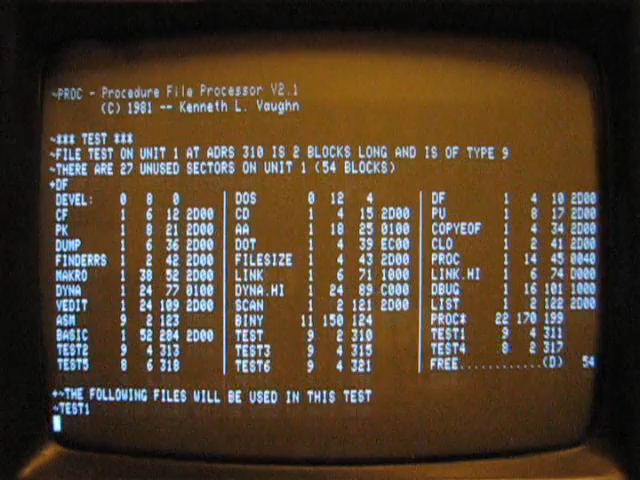 ~PROC - Procedure File Processor V2.1
(C) 1981 -- Kenneth L. Vaughn
~*** TEST ***
~FILE TEST ON UNIT 1 AT ADRS 310 IS 2 BLOCKS LONG AND IS OF TYPE 9
~THERE ARE 27 UNUSED SECTORS ON UNIT 1 (54 BLOCKS)
+DF
DEVEL: 0 8 0 DOS 0 12 4 DF 1 4 10 2D00
CF 1 6 12 2D00 CD 1 4 15 2D00 PU 1 8 17 2D00
PK 1 8 21 2D00 AA 1 18 25 0100 COPYEOF 1 4 34 2D00
DUMP 1 6 36 2D00 DOT 1 4 39 EC00 CLO 1 2 41 2D00
FINDERRS 1 2 42 2D00 FILESIZE 1 4 43 2D00 PROC 1 14 45 0040
MAKRO 1 38 52 2D00 LINK 1 6 71 1000 LINK.HI 1 6 74 D000
DYNA 1 24 77 0100 DYNA.HI 1 24 89 C000 DBUG 1 16 101 1000
VEDIT 1 24 109 2D00 SCAN 1 2 121 2D00 LIST 1 2 122 2D00
ASM 9 2 123 BINY 11 150 124 PROC# 22 170 199
BASIC 1 52 284 2D00 TEST 9 2 310 TEST1 9 4 311
TEST2 9 4 313 TEST3 9 4 315 TEST4 8 2 317
TEST5 8 6 318 TEST6 9 4 321 FREE............(D) 54
+~THE FOLLOWING FILES WILL BE USED IN THIS TEST
~TEST1